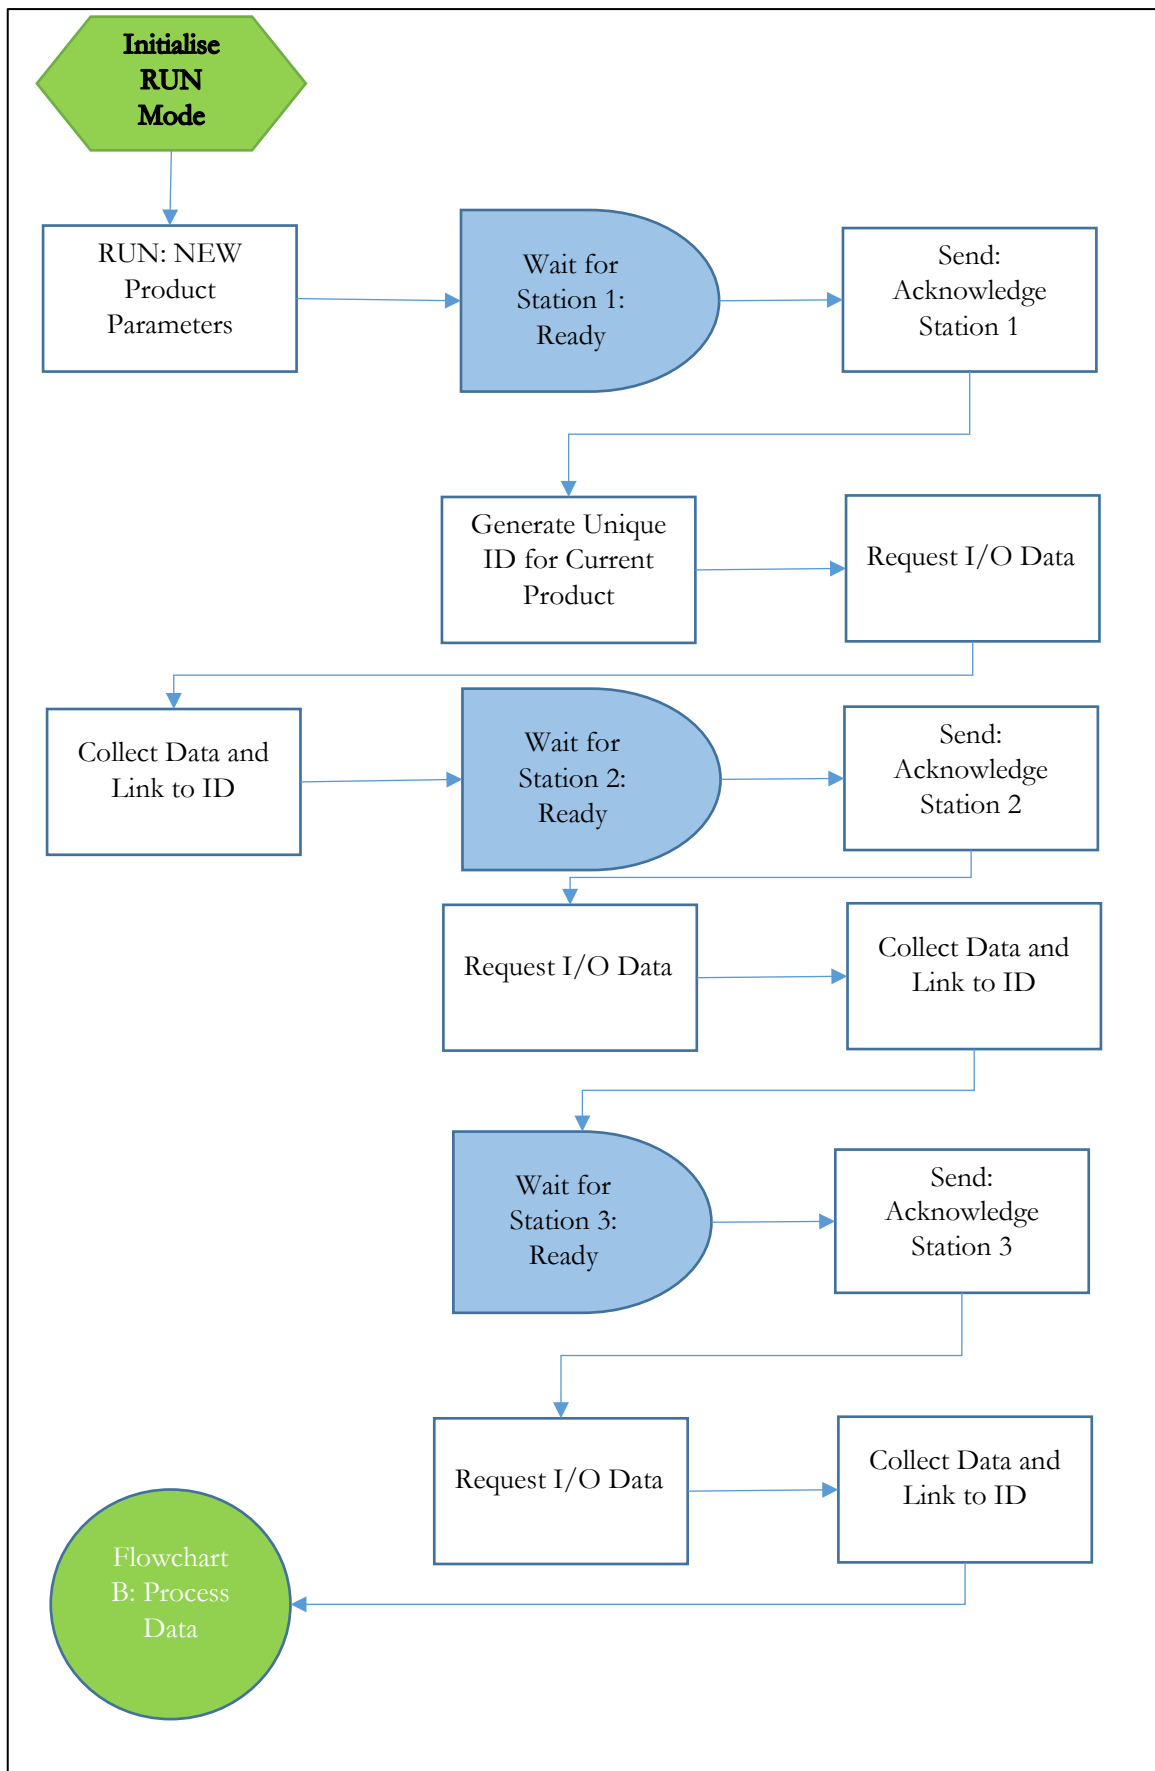 Initialise
RUN
Mode
RUN: NEW
Product
Parameters
Wait for
Station 1:
Ready
Send:
Acknowledge
Station 1
Generate Unique
ID for Current
Product
Request I/O Data
Collect Data and
Link to ID
Wait for
Station 2:
Ready
Send:
Acknowledge
Station 2
Request I/O Data
Collect Data and
Link to ID
Wait for
Station 3:
Ready
Send:
Acknowledge
Station 3
Request I/O Data
Collect Data and
Link to ID
Flowchart
B: Process
Data